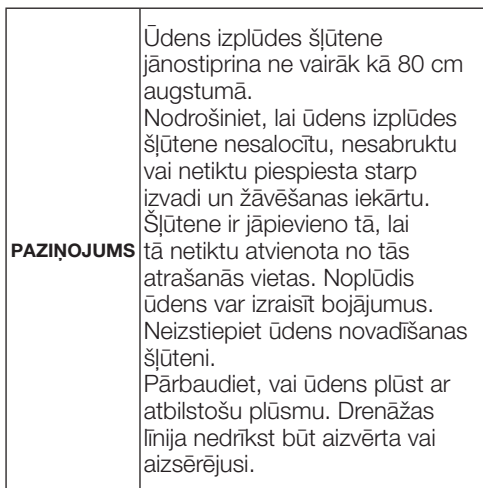 Ūdens izplūdes šļūtene
jānostiprina ne vairāk kā 80 cm
augstumā.
Nodrošiniet, lai ūdens izplūdes
šļūtene nesalocītu, nesabruktu
vai netiktu piespiesta starp
izvadi un žāvēšanas iekārtu.
Šļūtene ir jāpievieno tā, lai
PAZIŅOJUMS tā netiktu atvienota no tās
atrašanās vietas. Noplūdis
ūdens var izraisīt bojājumus.
Neizstiepiet ūdens novadīšanas
šļūteni.
Pārbaudiet, vai ūdens plūst ar
atbilstošu plūsmu. Drenāžas
līnija nedrīkst būt aizvērta vai
aizsērējusi.